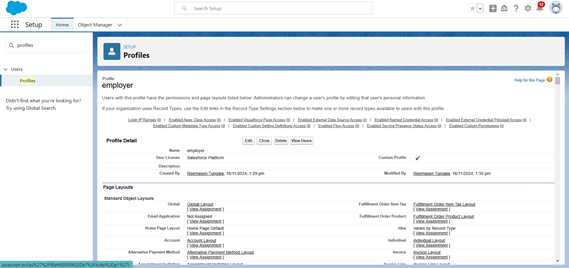 Search Setup
12
Setup
Home
Object Manager
profiles
Users
Profiles
Didn't find what you're looking for?
Try using Global Search.
SETUP
Profiles
Profile
employer
Help for this Page
Users with this profile have the permissions and page layouts listed below. Administrators can change a user's profile by editing that user's personal information.
If your organization uses Record Types, use the Edit links in the Record Type Settings section below to make one or more record types available to users with this profile.
Login IP Ranges [0] | Enabled Apex Class Access [0] | Enabled Visualforce Page Access [0] | Enabled External Data Source Access [0] | Enabled Named Credential Access [0] | Enabled External Credential Principal Access [0] |
Enabled Custom Metadata Type Access [0] | Enabled Custom Setting Definitions Access [0] | Enabled Flow Access [0] | Enabled Service Presence Status Access [0] | Enabled Custom Permissions [0]
Profile Detail Edit Clone Delete View Users
Name employer
User License Salesforce Platform Custom Profile ✓
Description
Created By 18/11/2024, 1:29 pm Modified By 18/11/2024, 1:30 pm
Page Layouts
Standard Object Layouts
Global Global Layout Fulfillment Order Item Tax Fulfillment Order Item Tax Layout
[ View Assignment ] [ View Assignment ]
Email Application Not Assigned Fulfillment Order Product Fulfillment Order Product Layout
[ View Assignment ] [ View Assignment ]
Home Page Layout Home Page Default Idea Varies by Record Type
[ View Assignment ] [ View Assignment ]
Account Account Layout Individual Individual Layout
[ View Assignment ] [ View Assignment ]
Alternative Payment Method Alternative Payment Method Layout Invoice Invoice Layout
[ View Assignment ] [ View Assignment ]